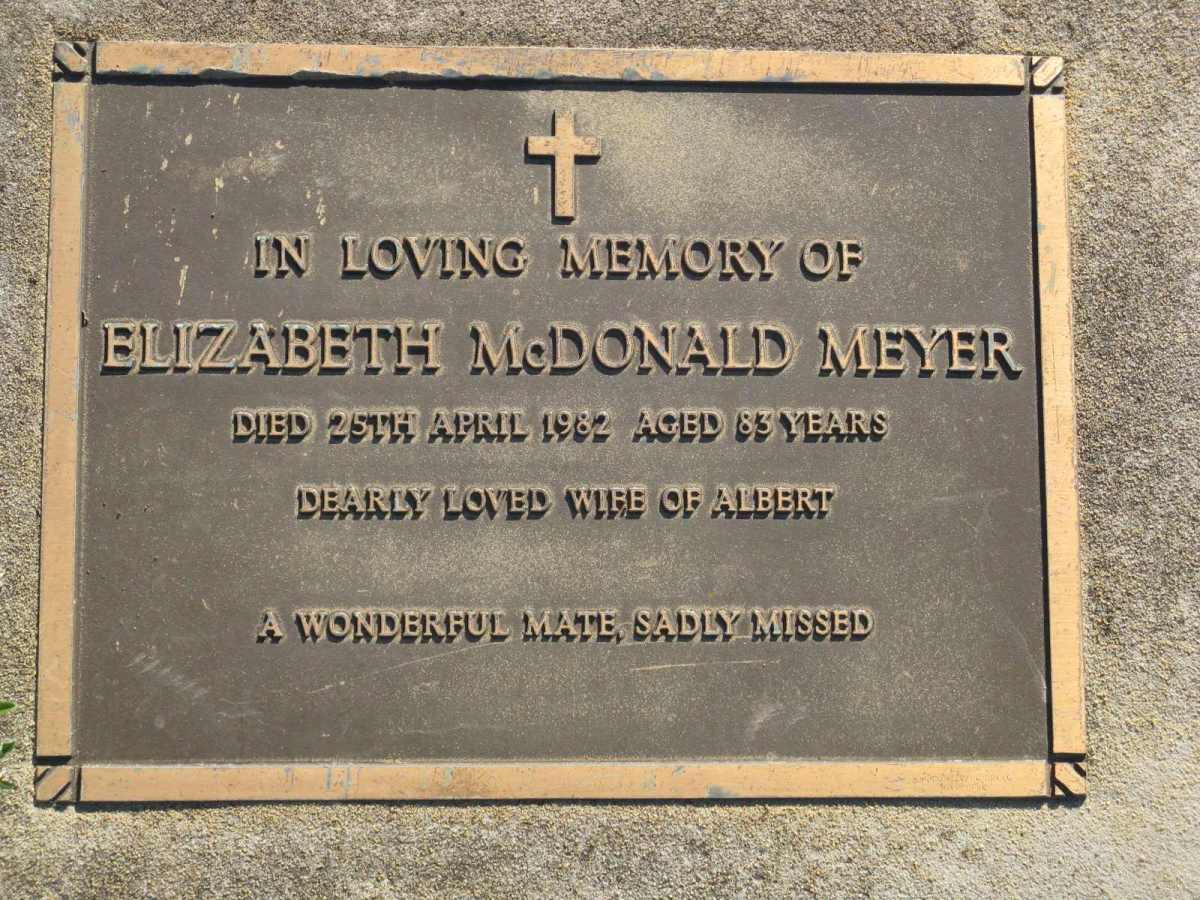 IN LOVING MEMORY OF
ELIZABETH McDONALD MEYER
DIED 25TH APRIL 1982 AGED 83 YEARS
DEARLY LOVED WIFE OF ALBERT
A WONDERFUL MATE, SADLY MISSED